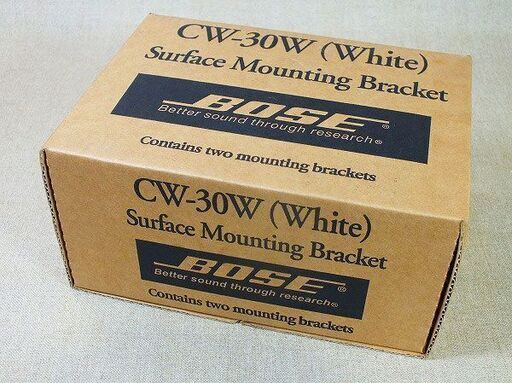 CW-30W (White)
Surface Mounting Bracket
BOSE®
Better sound through research®
Contains two mounting brackets
CW-30W (White)
Surface Mounting Bracket
BOSE®
Better sound through research®
Contains two mounting brackets